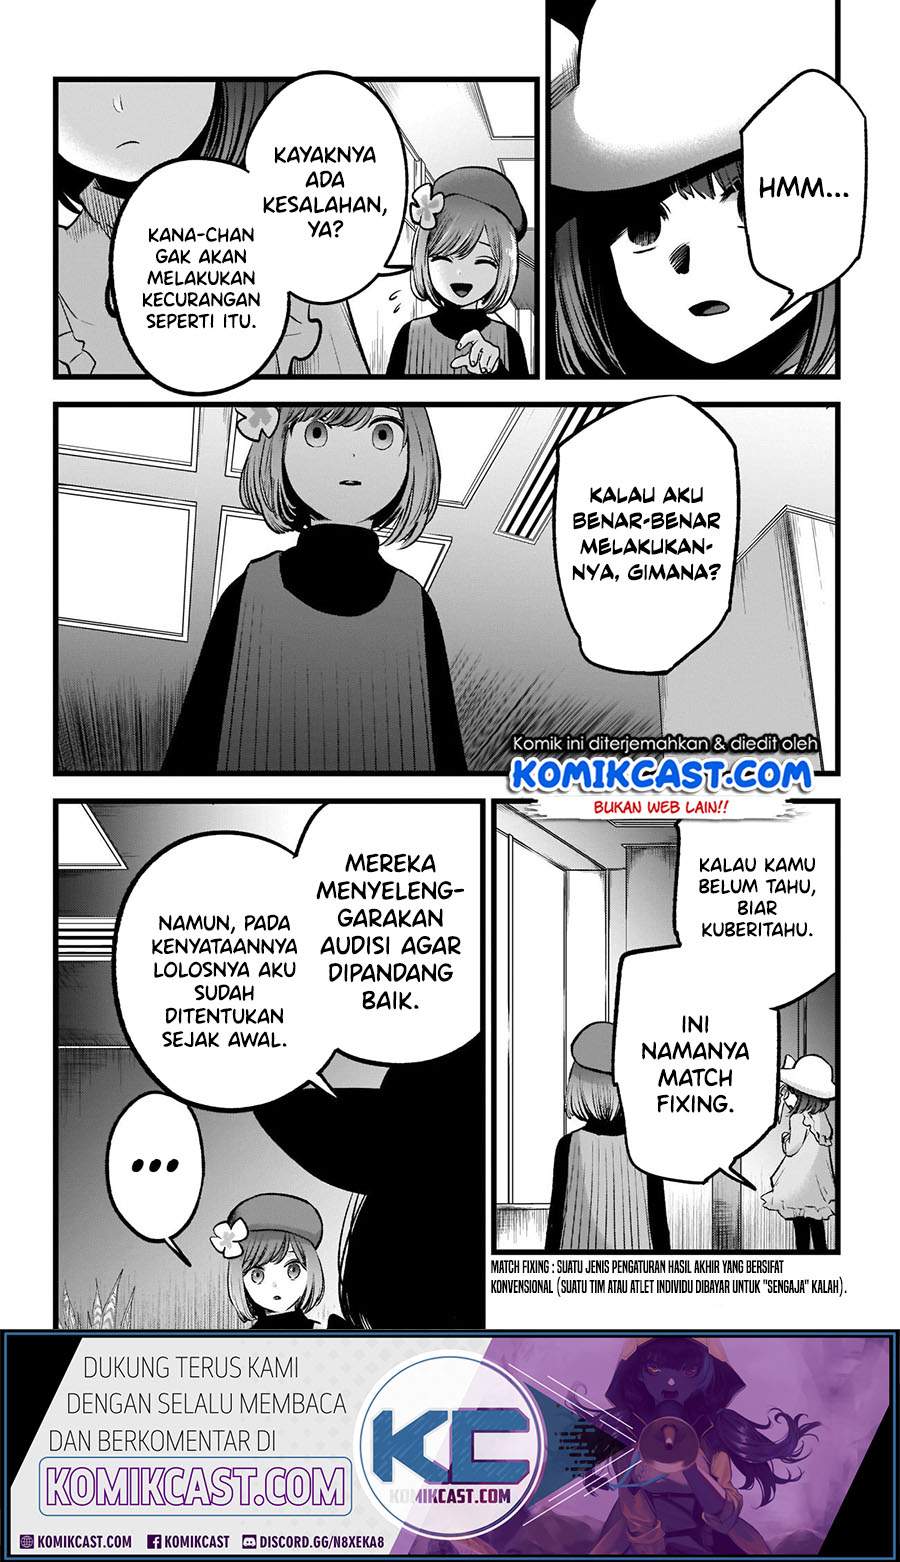 HMM...
KAYAKNYA
ADA
KESALAHAN,
YA?
KANA-CHAN
GAK AKAN
MELAKUKAN
KECURANGAN
SEPERTI ITU.
KALAU AKU
BENAR-BENAR
MELAKUKAN-
NYA, GIMANA?
Komik ini diterjemahkan & diedit oleh
KOMIKCAST.COM
BUKAN WEB LAIN!!
KALAU KAMU
BELUM TAHU,
BIAR
KUBERITAHU.
INI
NAMANYA
MATCH
FIXING.
MEREKA
MENYELENG-
GARAKAN
AUDISI AGAR
DIPANDANG
BAIK.
NAMUN, PADA
KENYATAANNYA
LOLOSNYA AKU
SUDAH
DITENTUKAN
SEJAK AWAL.
...
MATCH FIXING : SUATU JENIS PENGATURAN HASIL AKHIR YANG BERSIFAT
KONVENSIONAL (SUATU TIM ATAU ATLET INDIVIDU DIBAYAR UNTUK "SENGAJA" KALAH).
DUKUNG TERUS KAMI
DENGAN SELALU MEMBACA
DAN BERKOMENTAR DI
KOMIKCAST.COM
KOMIKCAST.COM KOMIKCAST DISCORD.GG/N8XEKA8
KC
KOMIKCAST.COM